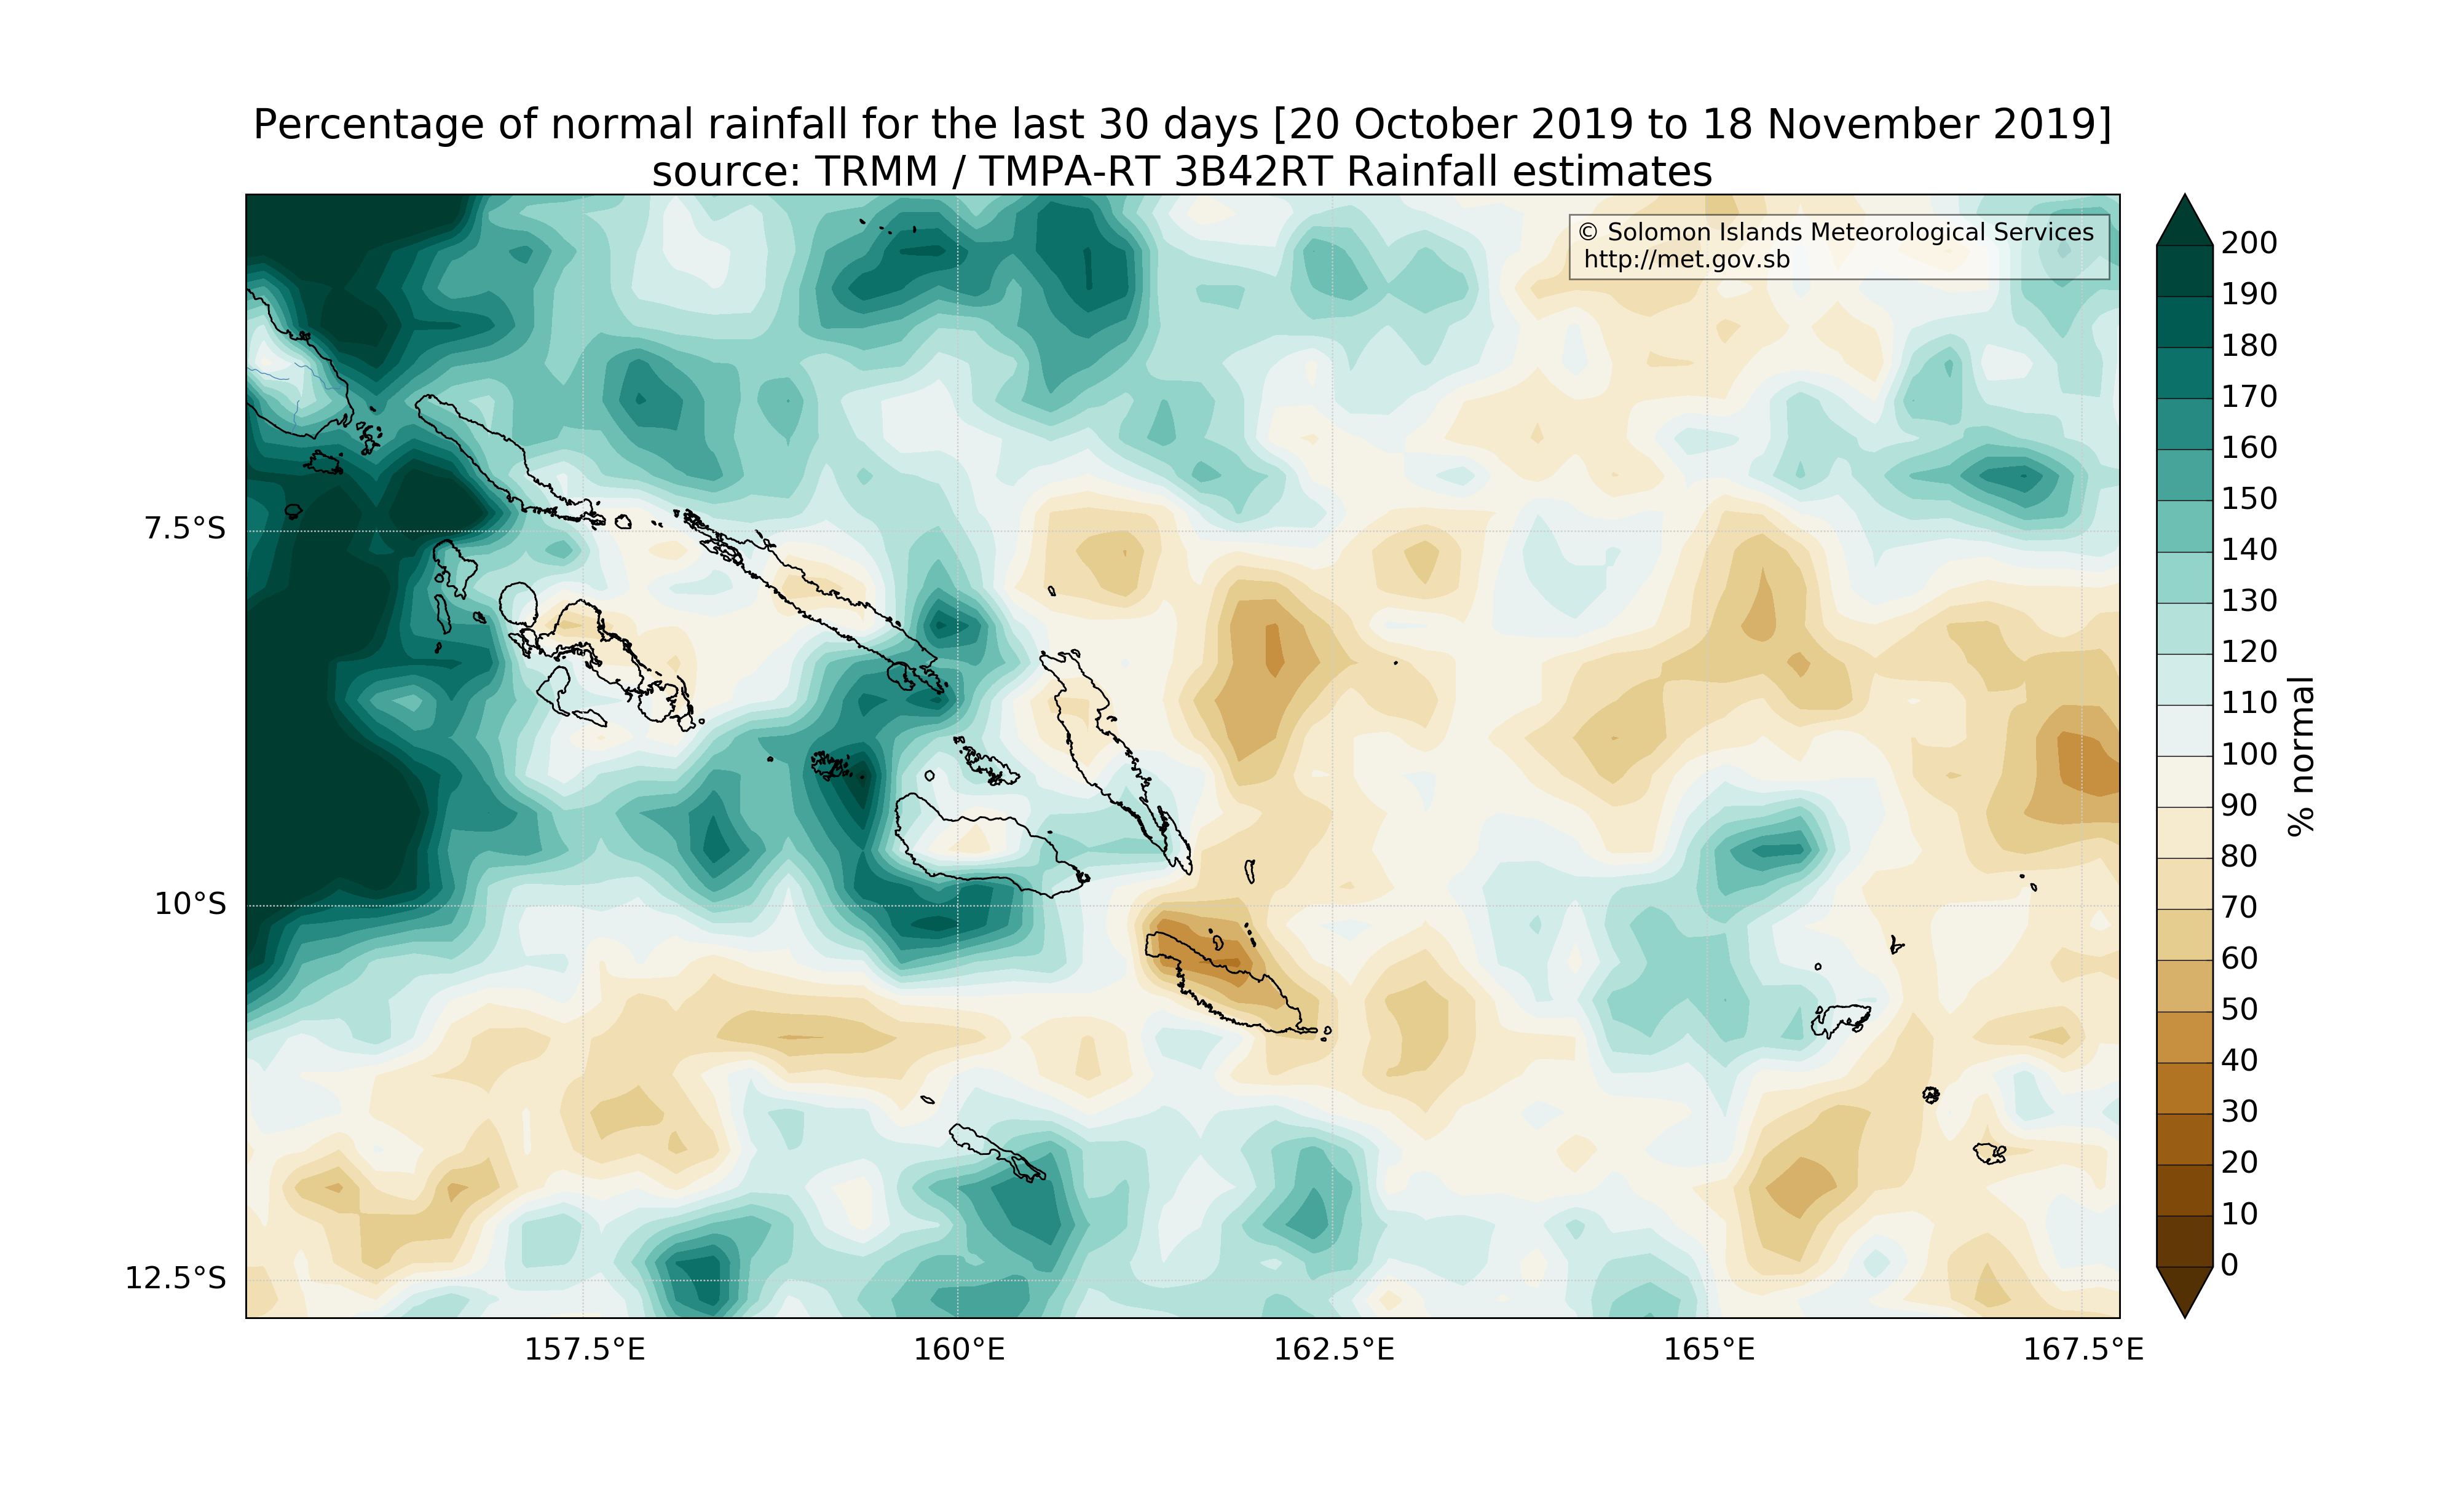 Percentage of normal rainfall for the last 30 days [20 October 2019 to 18 November 2019]
source: TRMM / TMPA-RT 3B42RT Rainfall estimates
© Solomon Islands Meteorological Services
http://met.gov.sb
7.5°S
10°S
12.5°S
157.5°E
160°E
162.5°E
165°E
167.5°E
200
190
180
170
160
150
140
130
120
110
100
90
80
70
60
50
40
30
20
10
0
% normal